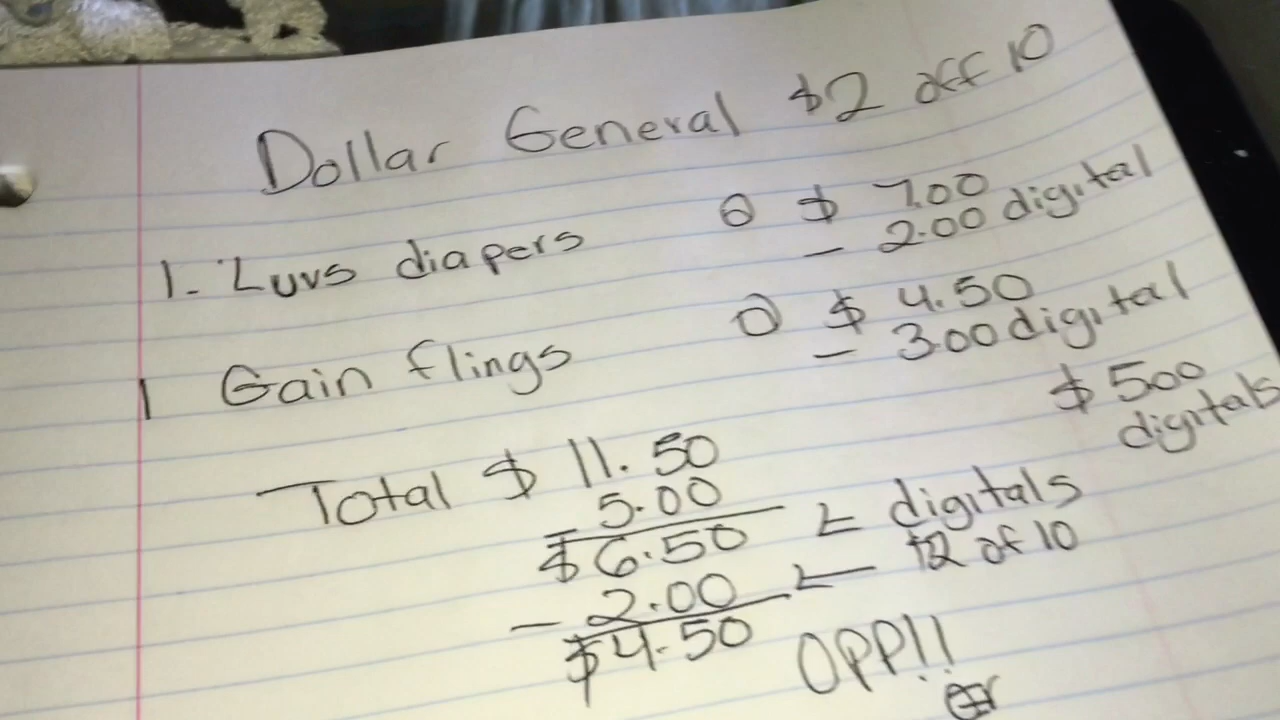 Dollar General $2 off 10
1. Luvs diapers @ $ 7.00
- 2.00 digital
1 Gain flings @ $ 4.50
- 3.00 digital
$ 500
digitals
Total $ 11.50
- 5.00 ← digitals
$6.50
- 2.00 ← $2 of 10
$4.50 OPP!!